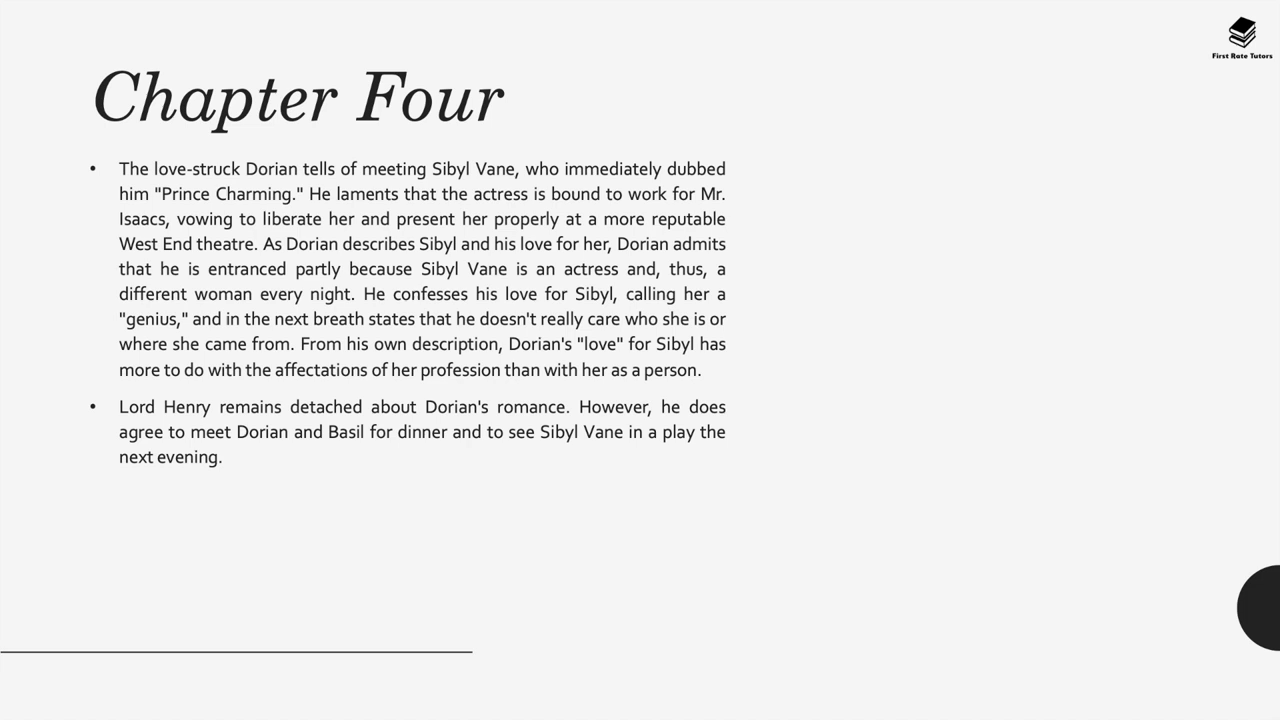 First Rate Tutors
Chapter Four
• The love-struck Dorian tells of meeting Sibyl Vane, who immediately dubbed
him "Prince Charming." He laments that the actress is bound to work for Mr.
Isaacs, vowing to liberate her and present her properly at a more reputable
West End theatre. As Dorian describes Sibyl and his love for her, Dorian admits
that he is entranced partly because Sibyl Vane is an actress and, thus, a
different woman every night. He confesses his love for Sibyl, calling her a
"genius," and in the next breath states that he doesn't really care who she is or
where she came from. From his own description, Dorian's "love" for Sibyl has
more to do with the affectations of her profession than with her as a person.
• Lord Henry remains detached about Dorian's romance. However, he does
agree to meet Dorian and Basil for dinner and to see Sibyl Vane in a play the
next evening.